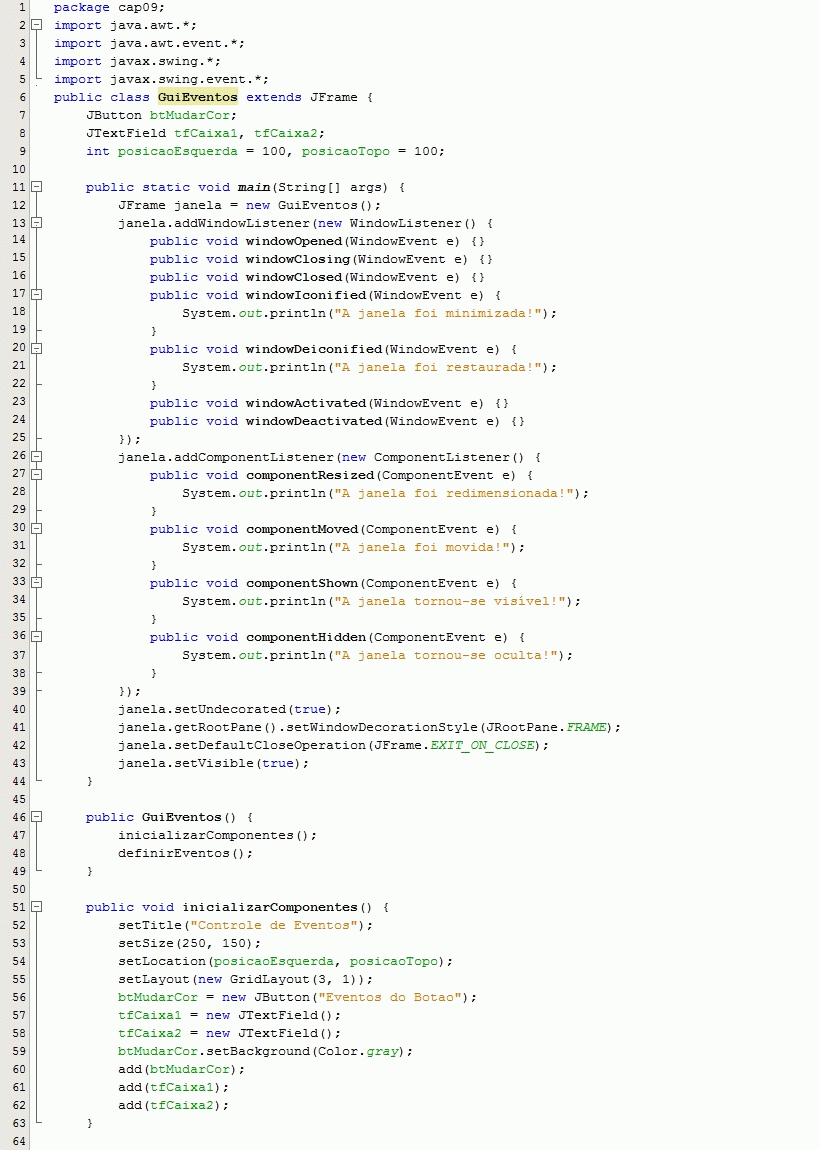 1 package cap09;
2 import java.awt.*;
3 import java.awt.event.*;
4 import javax.swing.*;
5 import javax.swing.event.*;
6 public class GuiEventos extends JFrame {
7     JButton btMudarCor;
8     JTextField tfCaixa1, tfCaixa2;
9     int posicaoEsquerda = 100, posicaoTopo = 100;
10
11     public static void main(String[] args) {
12         JFrame janela = new GuiEventos();
13         janela.addWindowListener(new WindowListener() {
14             public void windowOpened(WindowEvent e) {}
15             public void windowClosing(WindowEvent e) {}
16             public void windowClosed(WindowEvent e) {}
17             public void windowIconified(WindowEvent e) {
18                 System.out.println("A janela foi minimizada!");
19             }
20             public void windowDeiconified(WindowEvent e) {
21                 System.out.println("A janela foi restaurada!");
22             }
23             public void windowActivated(WindowEvent e) {}
24             public void windowDeactivated(WindowEvent e) {}
25         });
26         janela.addComponentListener(new ComponentListener() {
27             public void componentResized(ComponentEvent e) {
28                 System.out.println("A janela foi redimensionada!");
29             }
30             public void componentMoved(ComponentEvent e) {
31                 System.out.println("A janela foi movida!");
32             }
33             public void componentShown(ComponentEvent e) {
34                 System.out.println("A janela tornou-se visível!");
35             }
36             public void componentHidden(ComponentEvent e) {
37                 System.out.println("A janela tornou-se oculta!");
38             }
39         });
40         janela.setUndecorated(true);
41         janela.getRootPane().setWindowDecorationStyle(JRootPane.FRAME);
42         janela.setDefaultCloseOperation(JFrame.EXIT_ON_CLOSE);
43         janela.setVisible(true);
44     }
45
46     public GuiEventos() {
47         inicializarComponentes();
48         definirEventos();
49     }
50
51     public void inicializarComponentes() {
52         setTitle("Controle de Eventos");
53         setSize(250, 150);
54         setLocation(posicaoEsquerda, posicaoTopo);
55         setLayout(new GridLayout(3, 1));
56         btMudarCor = new JButton("Eventos do Botao");
57         tfCaixa1 = new JTextField();
58         tfCaixa2 = new JTextField();
59         btMudarCor.setBackground(Color.gray);
60         add(btMudarCor);
61         add(tfCaixa1);
62         add(tfCaixa2);
63     }
64